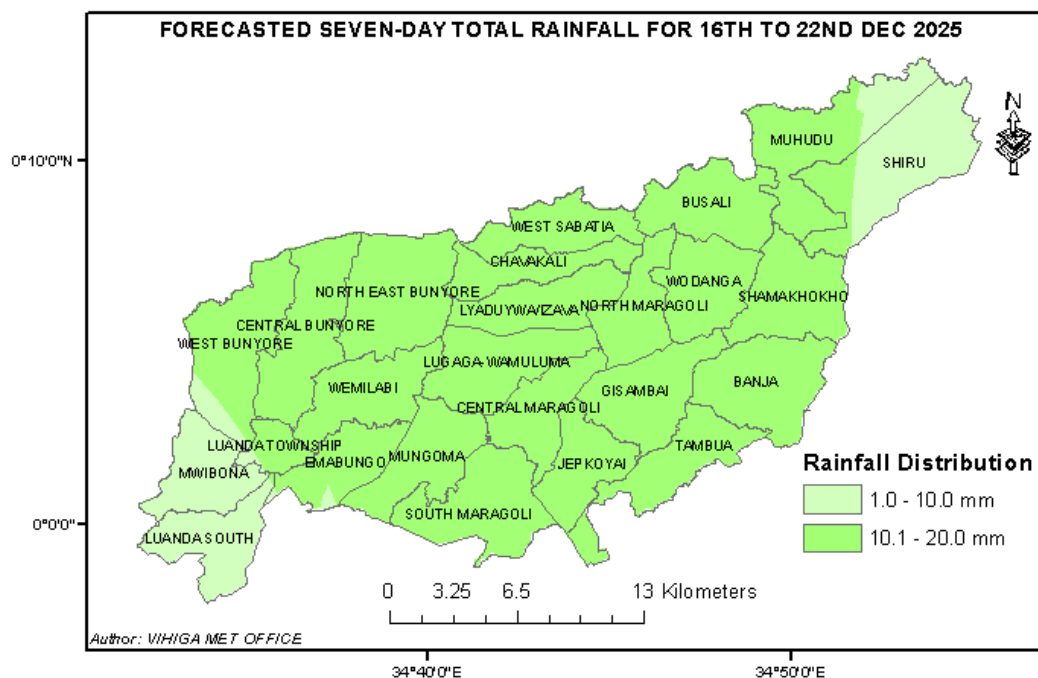 FORECASTED SEVEN-DAY TOTAL RAINFALL FOR 16TH TO 22ND DEC 2025
N
0°10'0"N
MUHUDU
SHIRU
BUSALI
WEST SABATIA
CHAVAKALI
WODANGA
NORTH EAST BUNYORE
SHAMAKHOKHO
LYADUYWA/IZAVA
NORTH MARAGOLI
CENTRAL BUNYORE
WEST BUNYORE
LUGAGA-WAMULUMA
WEMILABI
GISAMBAI
BANJA
CENTRAL MARAGOLI
LUANDA TOWNSHIP
TAMBUA
EMABUNGO
MUNGOMA
JEPKOYAI
MWIBONA
Rainfall Distribution
1.0 - 10.0 mm
SOUTH MARAGOLI
0°0'0"
LUANDA SOUTH
10.1 - 20.0 mm
0 3.25 6.5 13 Kilometers
Author: VIHIGA MET OFFICE
34°40'0"E
34°50'0"E